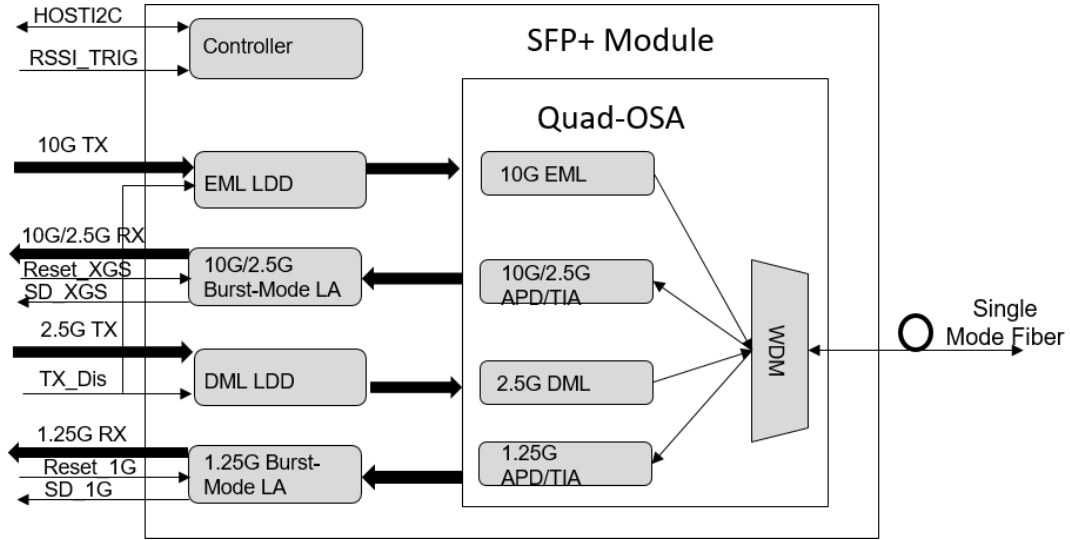 HOSTI2C
RSSI_TRIG
Controller
SFP+ Module
Quad-OSA
10G TX
EML LDD
10G EML
10G/2.5G RX
Reset_XGS
SD_XGS
10G/2.5G
Burst-Mode LA
10G/2.5G
APD/TIA
2.5G TX
TX_Dis
DML LDD
2.5G DML
1.25G RX
Reset_1G
SD_1G
1.25G Burst-
Mode LA
1.25G
APD/TIA
WDM
Single
Mode Fiber